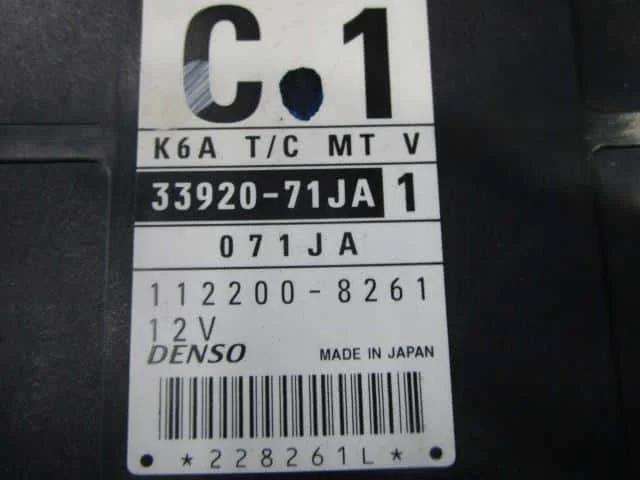 C.1
K6A T/C MT V
33920-71JA 1
071JA
112200-8261
12V
DENSO MADE IN JAPAN
*228261L*